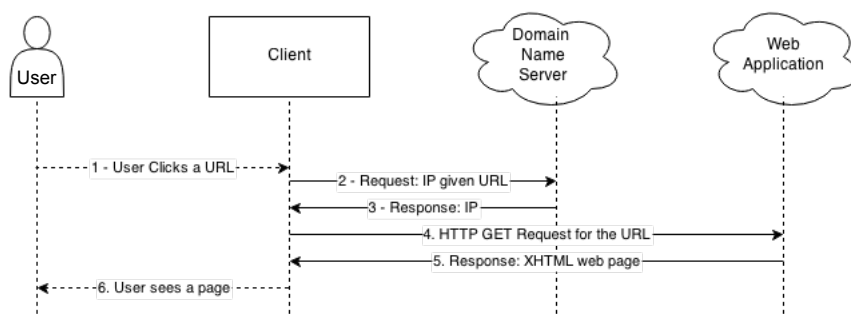 User
Client
Domain
Name
Server
Web
Application
1 - User Clicks a URL
2 - Request: IP given URL
3 - Response: IP
4. HTTP GET Request for the URL
5. Response: XHTML web page
6. User sees a page